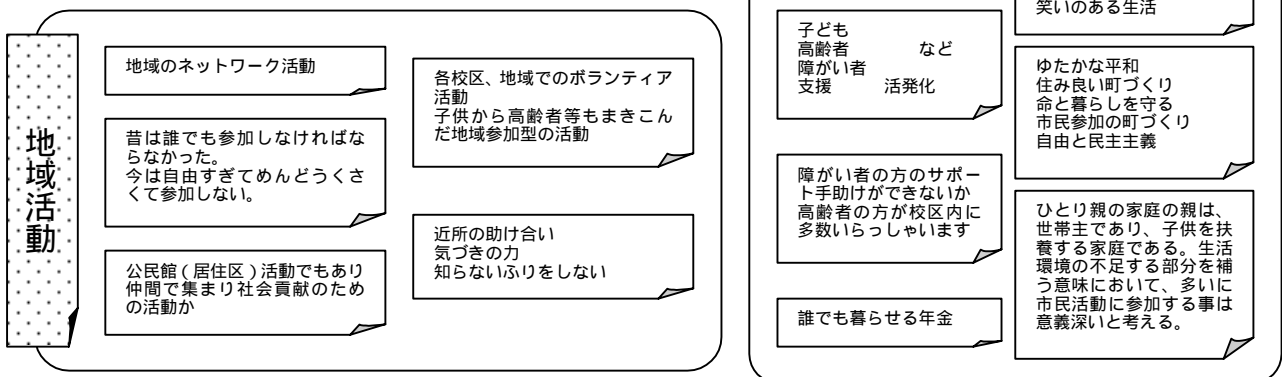 地域活動
地域のネットワーク活動
昔は誰でも参加しなければな
らなかった。
今は自由すぎてめんどうくさ
くて参加しない。
公民館(居住区)活動でもあり
仲間で集まり社会貢献のため
の活動か
各校区、地域でのボランティア
活動
子供から高齢者等もまきこん
だ地域参加型の活動
近所の助け合い
気づきの力
知らないふりをしない
子ども
高齢者 など
障がい者
支援 活発化
障がい者の方のサポー
ト手助けができないか
高齢者の方が校区内に
多数いらっしゃいます
誰でも暮らせる年金
笑いのある生活
ゆたかな平和
住み良い町づくり
命と暮らしを守る
市民参加の町づくり
自由と民主主義
ひとり親の家庭の親は、
世帯主であり、子供を扶
養する家庭である。生活
環境の不足する部分を補
う意味において、多いに
市民活動に参加する事は
意義深いと考える。